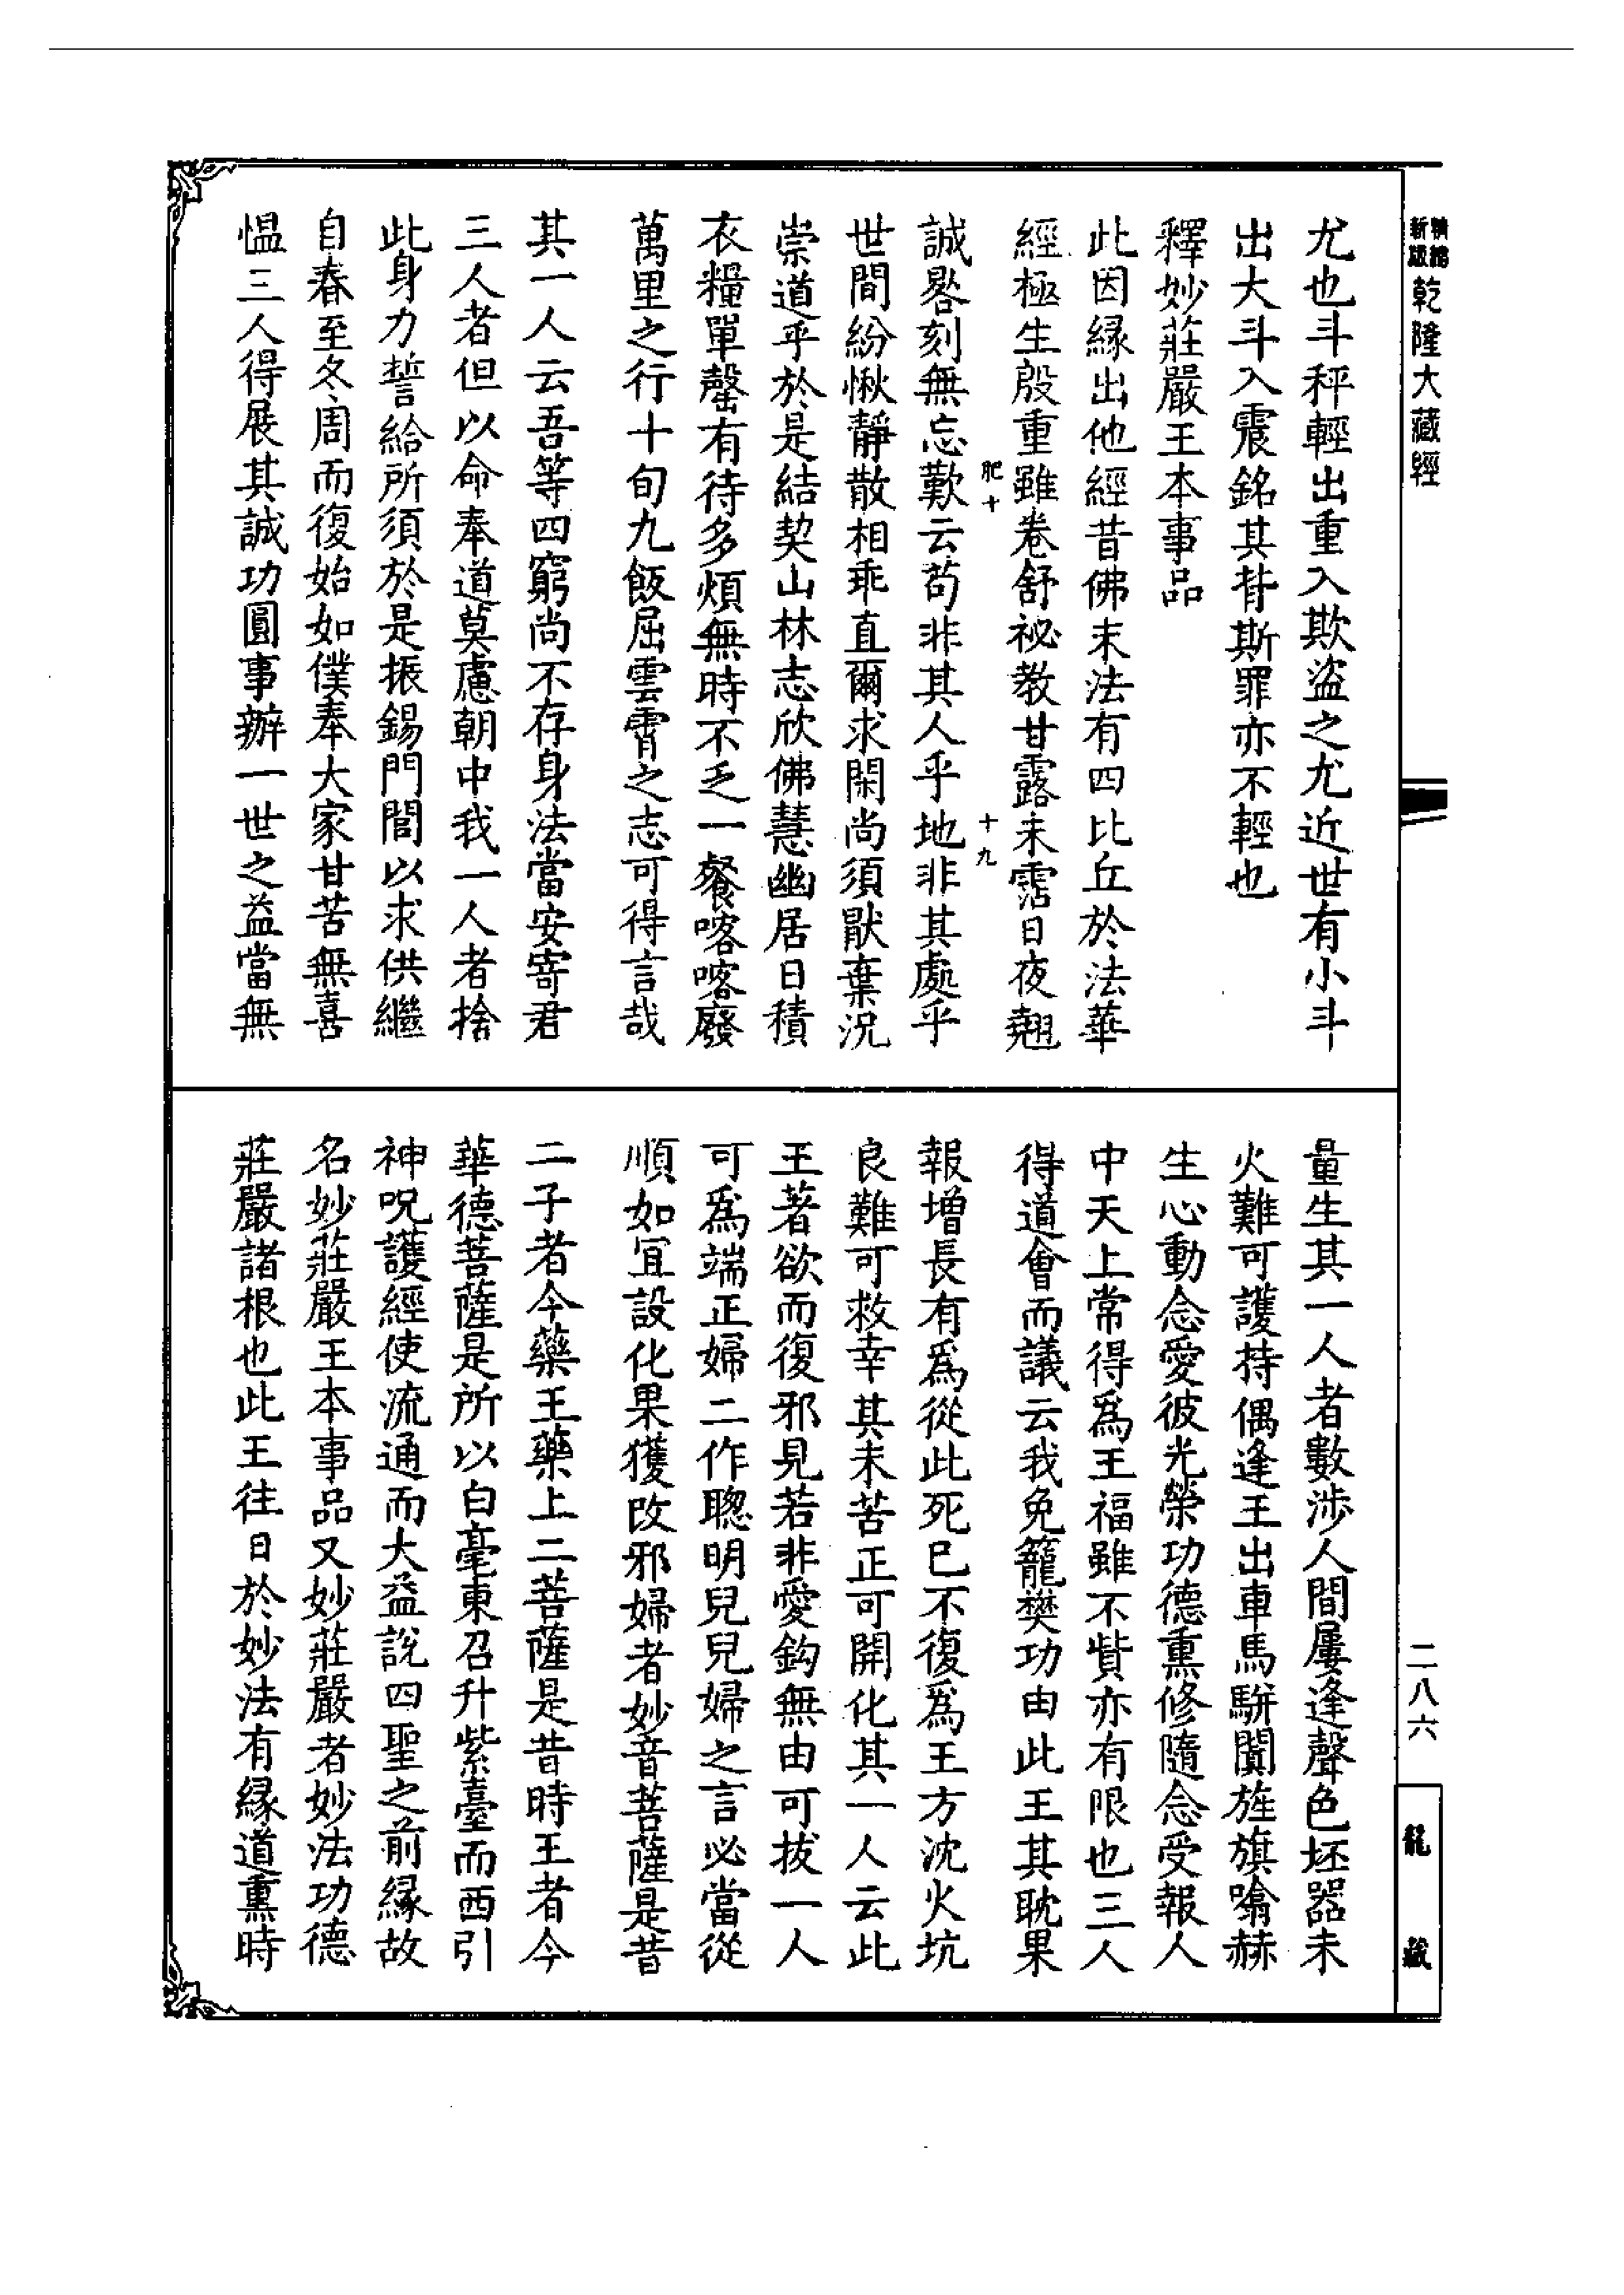 精縮
新版
乾隆大藏經
尤也斗秤輕出重入欺盜之尤近世有小斗
出大斗入震銘其背斯罪亦不輕也
釋妙莊嚴王本事品
此因緣出他經昔佛末法有四比丘於法華
經極生殷重雖卷舒祕教甘露未霑日夜翹
肥十
十九
誠晷刻無忘歎云苟非其人乎地非其處乎
世間紛愀靜散相乖直爾求閑尚須猒棄況
崇道乎於是結契山林志欣佛慧幽居日積
衣糧單罄有待多煩無時不乏一餐喀喀廢
萬里之行十旬九飯屈雲霄之志可得言哉
其一人云吾等四窮尚不存身法當安寄君
三人者但以命奉道莫慮朝中我一人者捨
此身力誓給所須於是振錫門閭以求供繼
自春至冬周而復始如僕奉大家甘苦無喜
慍三人得展其誠功圓事辦一世之益當無
量生其一人者數涉人間屢逢聲色坯器未
火難可護持偶逢王出車馬駢闐旌旗噏赫
生心動念愛彼光榮功德熏修隨念受報人
中天上常得爲王福雖不貲亦有限也三人
得道會而議云我免籠樊功由此王其耽果
報增長有爲從此死已不復爲王方沈火坑
良難可救幸其未苦正可開化其一人云此
王著欲而復邪見若非愛鈎無由可拔一人
可爲端正婦二作聰明兒兒婦之言必當從
順如宜設化果獲改邪婦者妙音菩薩是昔
二子者今藥王藥上二菩薩是昔時王者今
華德菩薩是所以白毫東召升紫臺而西引
神呪護經使流通而大益說四聖之前緣故
名妙莊嚴王本事品又妙莊嚴者妙法功德
莊嚴諸根也此王往日於妙法有緣道熏時
二八六
龍藏